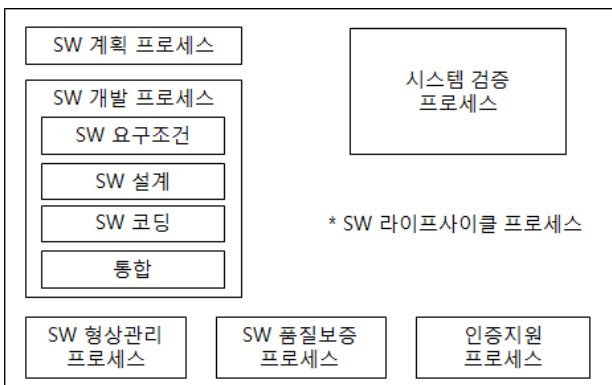 SW 계획 프로세스
SW 개발 프로세스
SW 요구조건
SW 설계
SW 코딩
통합
시스템 검증
프로세스
* SW 라이프사이클 프로세스
SW 형상관리
프로세스
SW 품질보증
프로세스
인증지원
프로세스